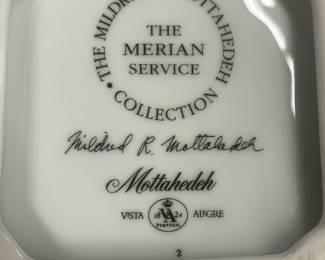 • THE MILDRED R. MOTTAHEDEH • COLLECTION
THE
MERIAN
SERVICE
Mildred R. Mottahedeh
Mottahedeh
VISTA ALEGRE
18 VA 24
PORTUGAL
2